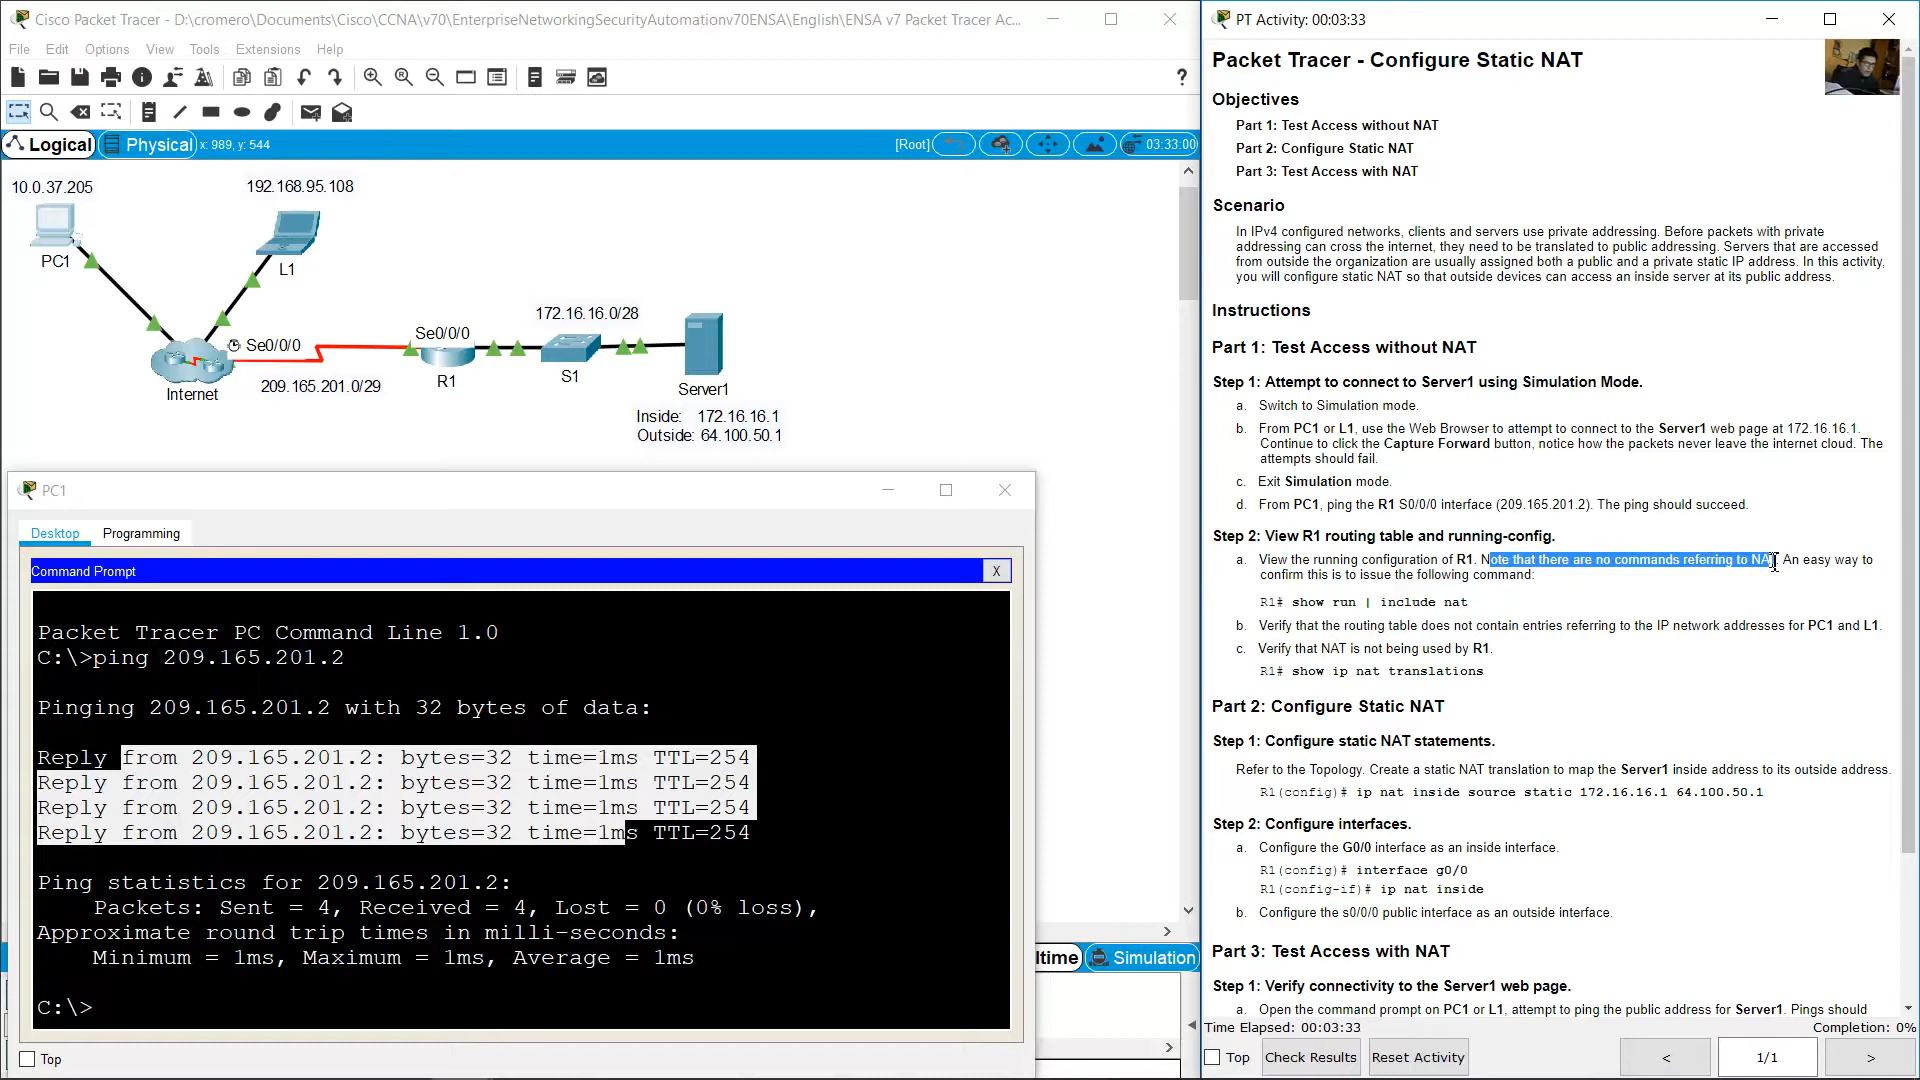 Cisco Packet Tracer - D:\cromero\Documents\Cisco\CCNA\v70\EnterpriseNetworkingSecurityAutomationv70ENSA\English\ENSA v7 Packet Tracer Ac...
File Edit Options View Tools Extensions Help
Logical Physical x: 989, y: 544 [Root] 03:33:00
10.0.37.205
192.168.95.108
PC1
L1
172.16.16.0/28
Se0/0/0
Se0/0/0
Internet
209.165.201.0/29
R1
S1
Server1
Inside: 172.16.16.1
Outside: 64.100.50.1
PC1
Desktop Programming
Command Prompt X
Packet Tracer PC Command Line 1.0
C:\>ping 209.165.201.2
Pinging 209.165.201.2 with 32 bytes of data:
Reply from 209.165.201.2: bytes=32 time=1ms TTL=254
Reply from 209.165.201.2: bytes=32 time=1ms TTL=254
Reply from 209.165.201.2: bytes=32 time=1ms TTL=254
Reply from 209.165.201.2: bytes=32 time=1ms TTL=254
Ping statistics for 209.165.201.2:
Packets: Sent = 4, Received = 4, Lost = 0 (0% loss),
Approximate round trip times in milli-seconds:
Minimum = 1ms, Maximum = 1ms, Average = 1ms
C:\>
Top
ltime Simulation
PT Activity: 00:03:33
Packet Tracer - Configure Static NAT
Objectives
Part 1: Test Access without NAT
Part 2: Configure Static NAT
Part 3: Test Access with NAT
Scenario
In IPv4 configured networks, clients and servers use private addressing. Before packets with private
addressing can cross the internet, they need to be translated to public addressing. Servers that are accessed
from outside the organization are usually assigned both a public and a private static IP address. In this activity,
you will configure static NAT so that outside devices can access an inside server at its public address.
Instructions
Part 1: Test Access without NAT
Step 1: Attempt to connect to Server1 using Simulation Mode.
a. Switch to Simulation mode.
b. From PC1 or L1, use the Web Browser to attempt to connect to the Server1 web page at 172.16.16.1.
Continue to click the Capture Forward button, notice how the packets never leave the internet cloud. The
attempts should fail.
c. Exit Simulation mode.
d. From PC1, ping the R1 S0/0/0 interface (209.165.201.2). The ping should succeed.
Step 2: View R1 routing table and running-config.
a. View the running configuration of R1. Note that there are no commands referring to NAT. An easy way to
confirm this is to issue the following command:
R1# show run | include nat
b. Verify that the routing table does not contain entries referring to the IP network addresses for PC1 and L1.
c. Verify that NAT is not being used by R1.
R1# show ip nat translations
Part 2: Configure Static NAT
Step 1: Configure static NAT statements.
Refer to the Topology. Create a static NAT translation to map the Server1 inside address to its outside address.
R1(config)# ip nat inside source static 172.16.16.1 64.100.50.1
Step 2: Configure interfaces.
a. Configure the G0/0 interface as an inside interface.
R1(config)# interface g0/0
R1(config-if)# ip nat inside
b. Configure the s0/0/0 public interface as an outside interface.
Part 3: Test Access with NAT
Step 1: Verify connectivity to the Server1 web page.
a. Open the command prompt on PC1 or L1, attempt to ping the public address for Server1. Pings should
Time Elapsed: 00:03:33 Completion: 0%
Top Check Results Reset Activity < 1/1 >